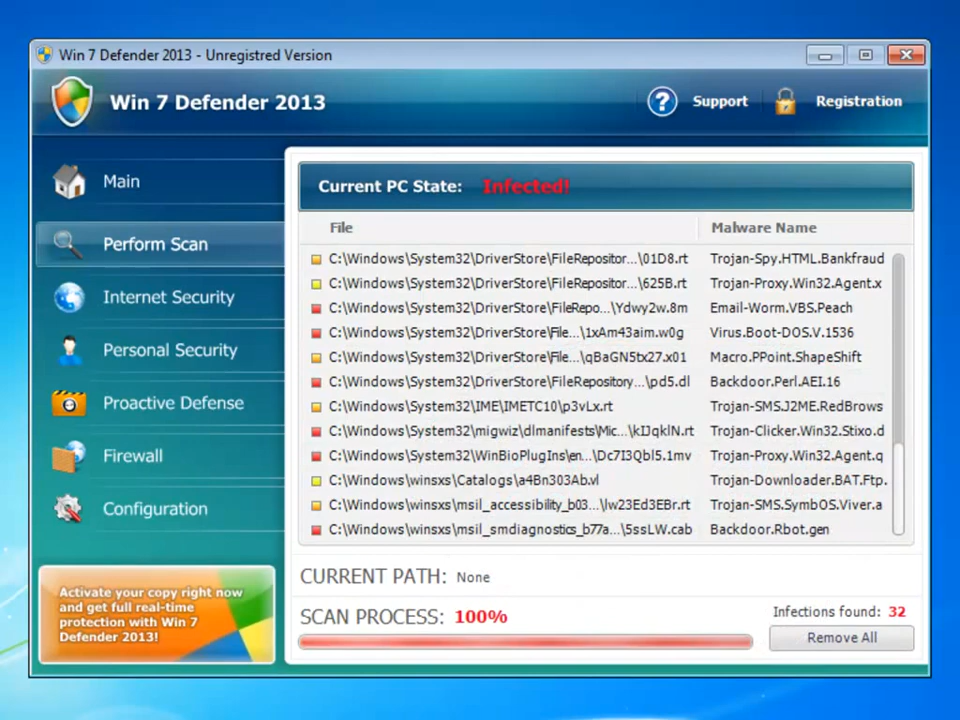 Win 7 Defender 2013 - Unregistred Version
Win 7 Defender 2013
? Support
Registration
Main
Perform Scan
Internet Security
Personal Security
Proactive Defense
Firewall
Configuration
Activate your copy right now
and get full real-time
protection with Win 7
Defender 2013!
Current PC State: Infected!
File Malware Name
C:\Windows\System32\DriverStore\FileRepositor...\01D8.rt Trojan-Spy.HTML.Bankfraud
C:\Windows\System32\DriverStore\FileRepositor...\625B.rt Trojan-Proxy.Win32.Agent.x
C:\Windows\System32\DriverStore\FileRepo...\Ydwy2w.8m Email-Worm.VBS.Peach
C:\Windows\System32\DriverStore\File...\1xAm43aim.w0g Virus.Boot-DOS.V.1536
C:\Windows\System32\DriverStore\File...\qBaGN5tx27.x01 Macro.PPoint.ShapeShift
C:\Windows\System32\DriverStore\FileRepository...\pd5.dl Backdoor.Perl.AEI.16
C:\Windows\System32\IME\IMETC10\p3vLx.rt Trojan-SMS.J2ME.RedBrows
C:\Windows\System32\migwiz\dlmanifests\Mic...\kIJqklN.rt Trojan-Clicker.Win32.Stixo.d
C:\Windows\System32\WinBioPlugIns\en...\Dc7I3Qbl5.1mv Trojan-Proxy.Win32.Agent.q
C:\Windows\winsxs\Catalogs\a4Bn303Ab.vl Trojan-Downloader.BAT.Ftp.
C:\Windows\winsxs\msil_accessibility_b03...\lw23Ed3EBr.rt Trojan-SMS.SymbOS.Viver.a
C:\Windows\winsxs\msil_smdiagnostics_b77a...\5ssLW.cab Backdoor.Rbot.gen
CURRENT PATH: None
SCAN PROCESS: 100%
Infections found: 32
Remove All